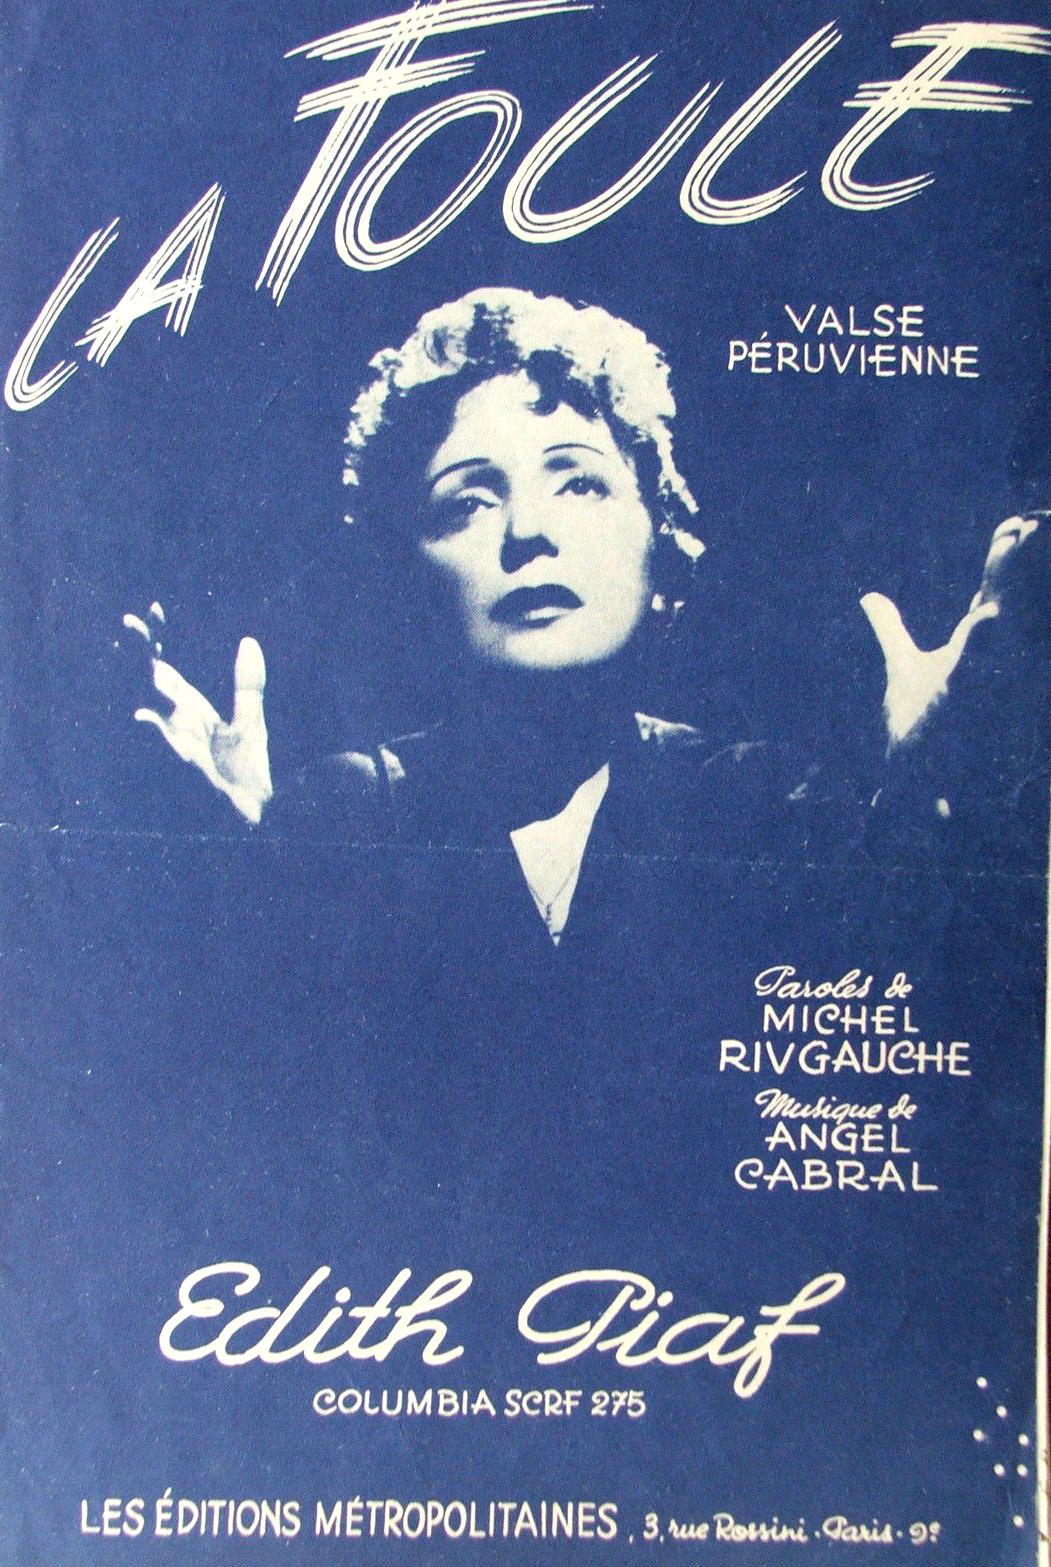 LA FOULE
VALSE
PÉRUVIENNE
Paroles de
MICHEL
RIVGAUCHE
Musique de
ANGEL
CABRAL
Edith Piaf
COLUMBIA SCRF 275
LES ÉDITIONS MÉTROPOLITAINES, 3, rue Rossini · Paris · 9e